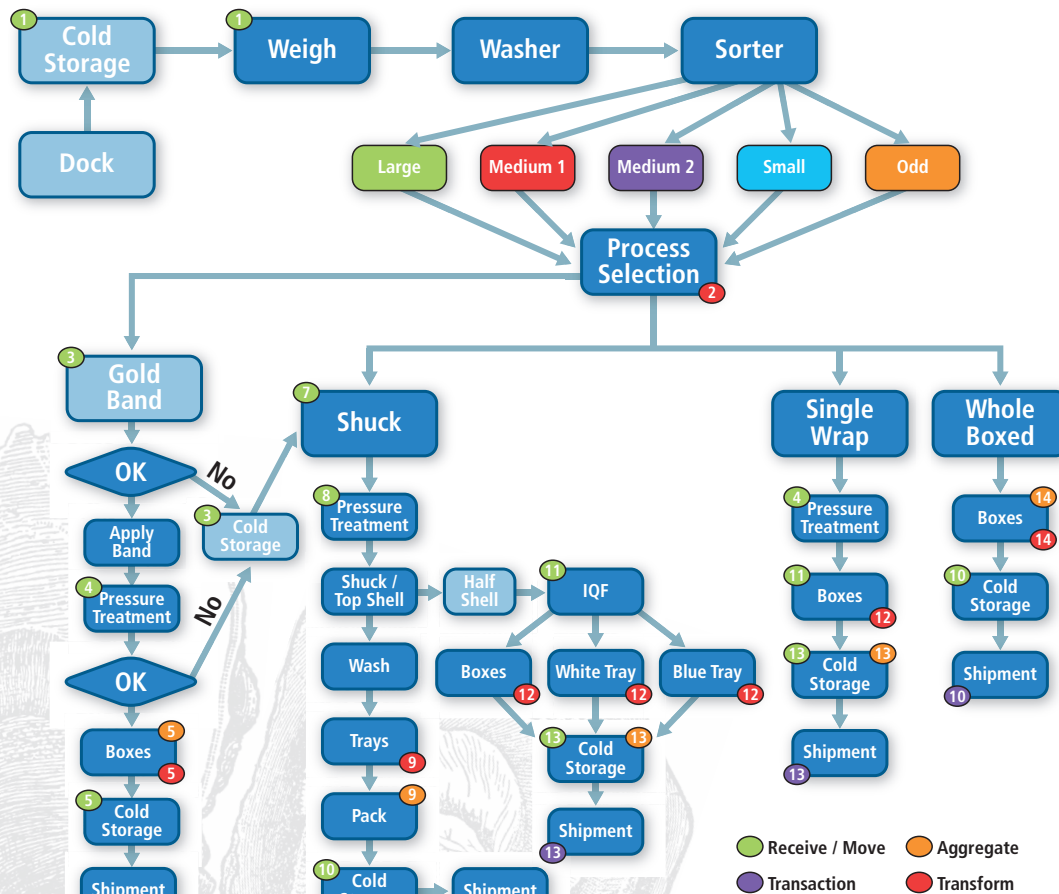 1
Cold
Storage
1
Weigh
Washer
Sorter
Dock
Large
Medium 1
Medium 2
Small
Odd
Process
Selection
2
3
Gold
Band
OK
No
3
Cold
Storage
Apply
Band
4
Pressure
Treatment
No
OK
5
Boxes
5
5
Cold
Storage
Shipment
7
Shuck
8
Pressure
Treatment
Shuck /
Top Shell
Half
Shell
11
IQF
Wash
Boxes
12
White Tray
12
Blue Tray
12
Trays
9
9
Pack
10
Cold
Shipment
13
13
Cold
Storage
Shipment
13
Single
Wrap
4
Pressure
Treatment
11
Boxes
12
13
13
Cold
Storage
Shipment
13
Whole
Boxed
14
Boxes
14
10
Cold
Storage
Shipment
10
Receive / Move
Aggregate
Transaction
Transform